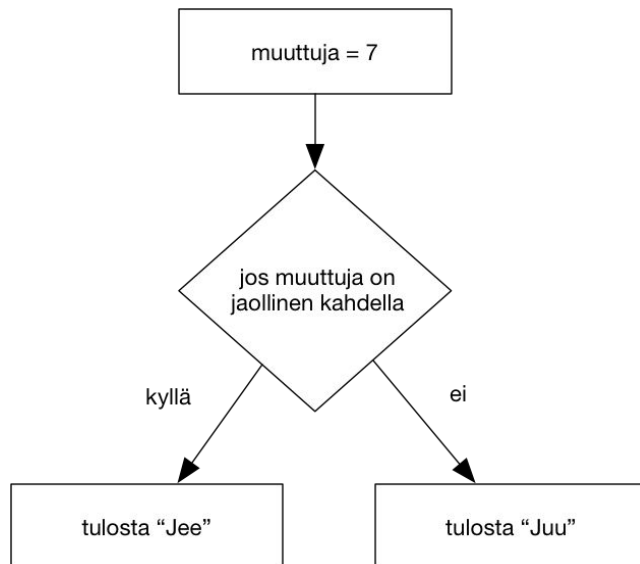 muuttuja = 7
jos muuttuja on
jaollinen kahdella
kyllä
ei
tulosta “Jee”
tulosta “Juu”